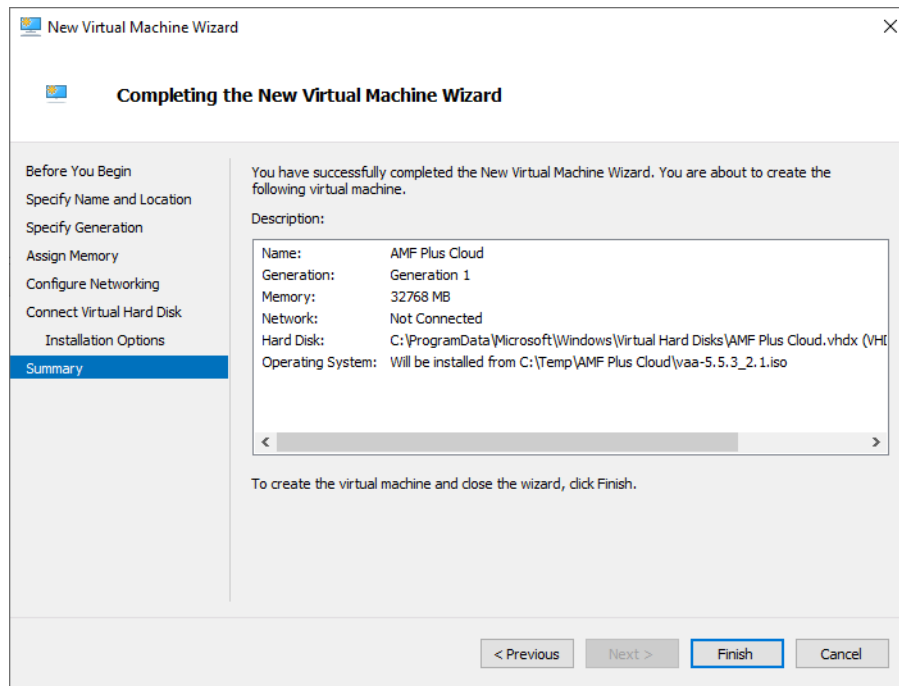 New Virtual Machine Wizard
Completing the New Virtual Machine Wizard
Before You Begin
Specify Name and Location
Specify Generation
Assign Memory
Configure Networking
Connect Virtual Hard Disk
Installation Options
Summary
You have successfully completed the New Virtual Machine Wizard. You are about to create the
following virtual machine.
Description:
Name: AMF Plus Cloud
Generation: Generation 1
Memory: 32768 MB
Network: Not Connected
Hard Disk: C:\ProgramData\Microsoft\Windows\Virtual Hard Disks\AMF Plus Cloud.vhdx (VHD
Operating System: Will be installed from C:\Temp\AMF Plus Cloud\vaa-5.5.3_2.1.iso
To create the virtual machine and close the wizard, click Finish.
< Previous Next > Finish Cancel